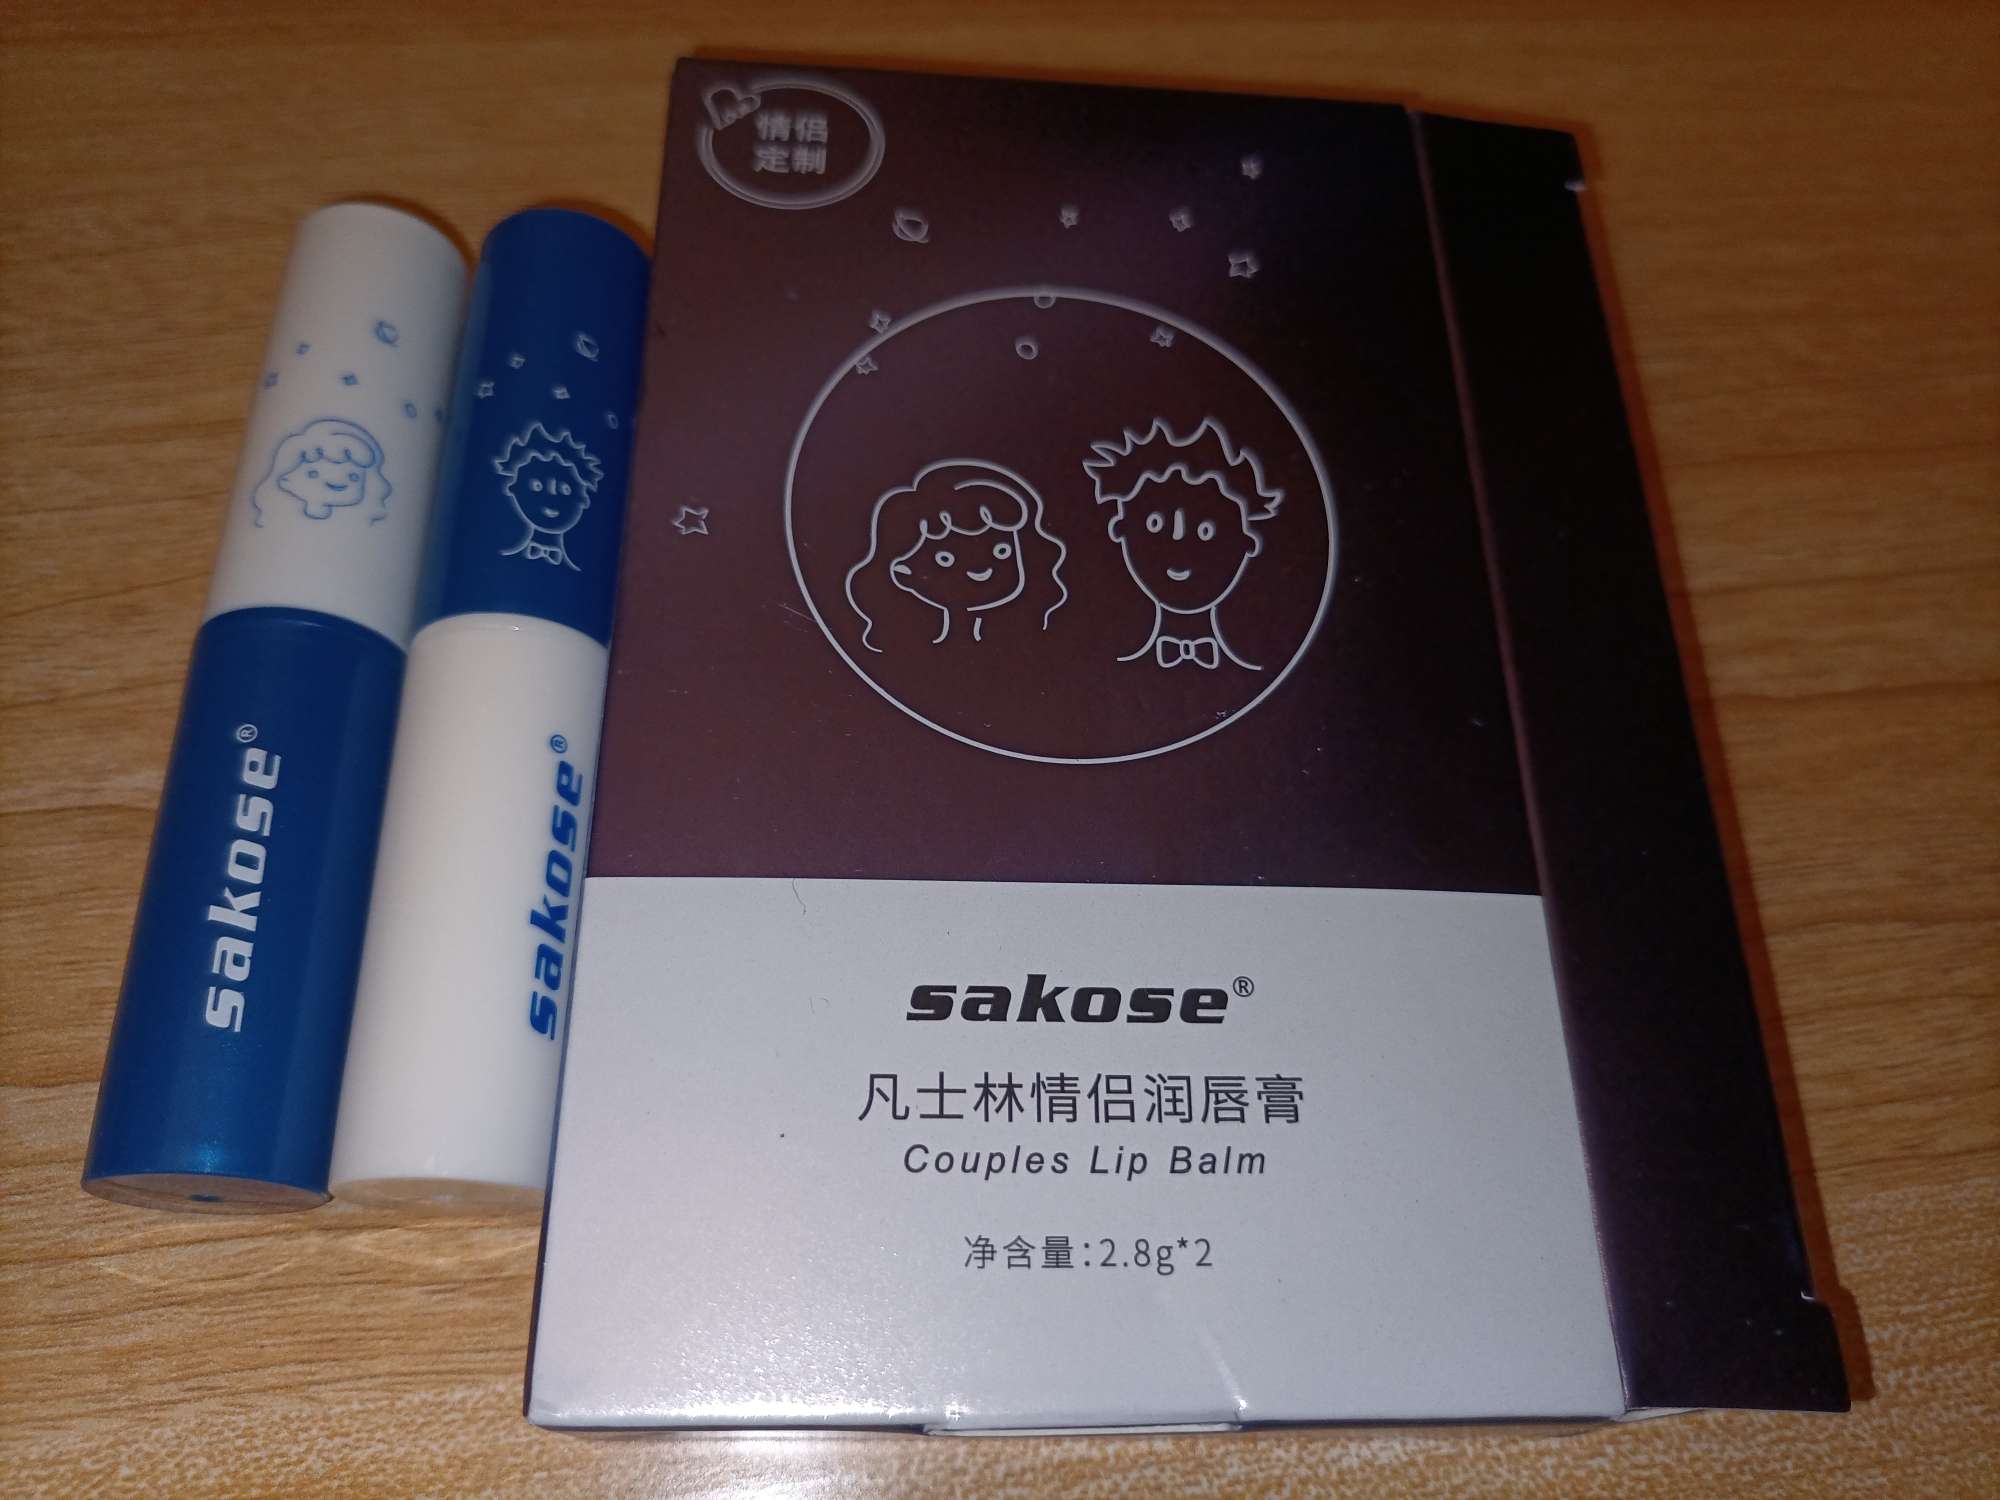 情侣
定制
sakose®
sakose®
sakose®
凡士林情侣润唇膏
Couples Lip Balm
净含量:2.8g*2